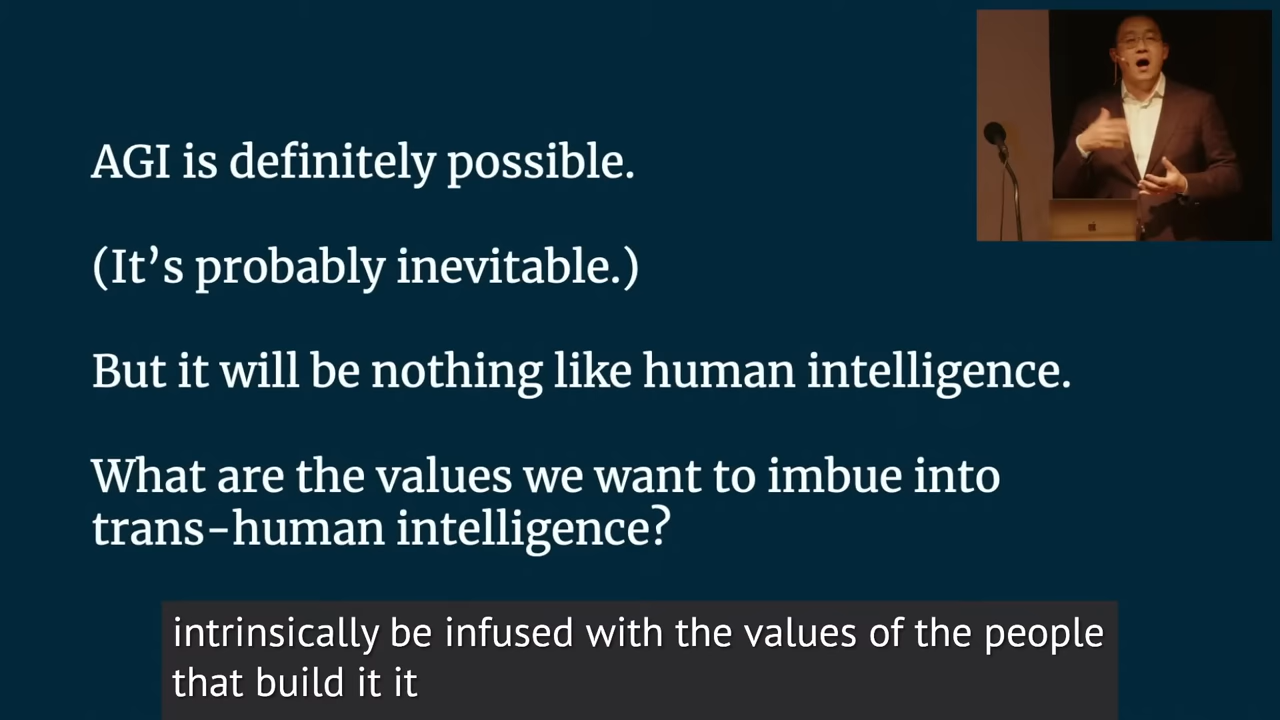 AGI is definitely possible.
(It’s probably inevitable.)
But it will be nothing like human intelligence.
What are the values we want to imbue into
trans-human intelligence?
intrinsically be infused with the values of the people
that build it it